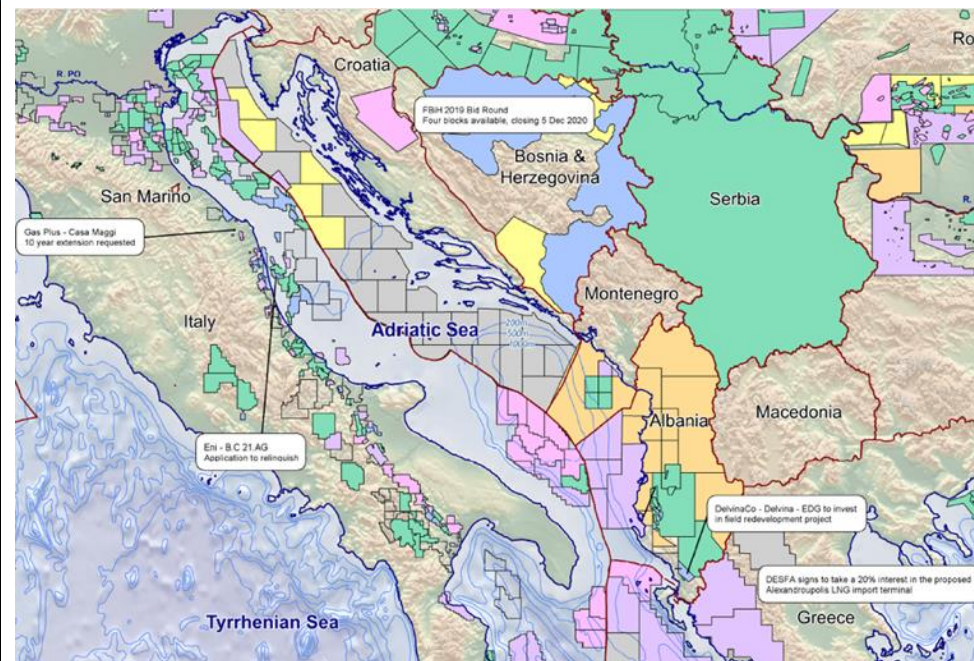 Ro
Croatia
R. PO
FBiH 2019 Bid Round
Four blocks available, closing 5 Dec 2020
Bosnia &
Herzegovina
San Marino
Serbia
R.
Gas Plus - Casa Maggi
10 year extension requested
Montenegro
Italy
Adriatic Sea
200m
500m
1000m
Albania
Macedonia
Eni - B.C 21.AG
Application to relinquish
DelvinaCo - Delvina - EDG to invest
in field redevelopment project
DESFA signs to take a 20% interest in the proposed
Alexandroupolis LNG import terminal
Greece
Tyrrhenian Sea